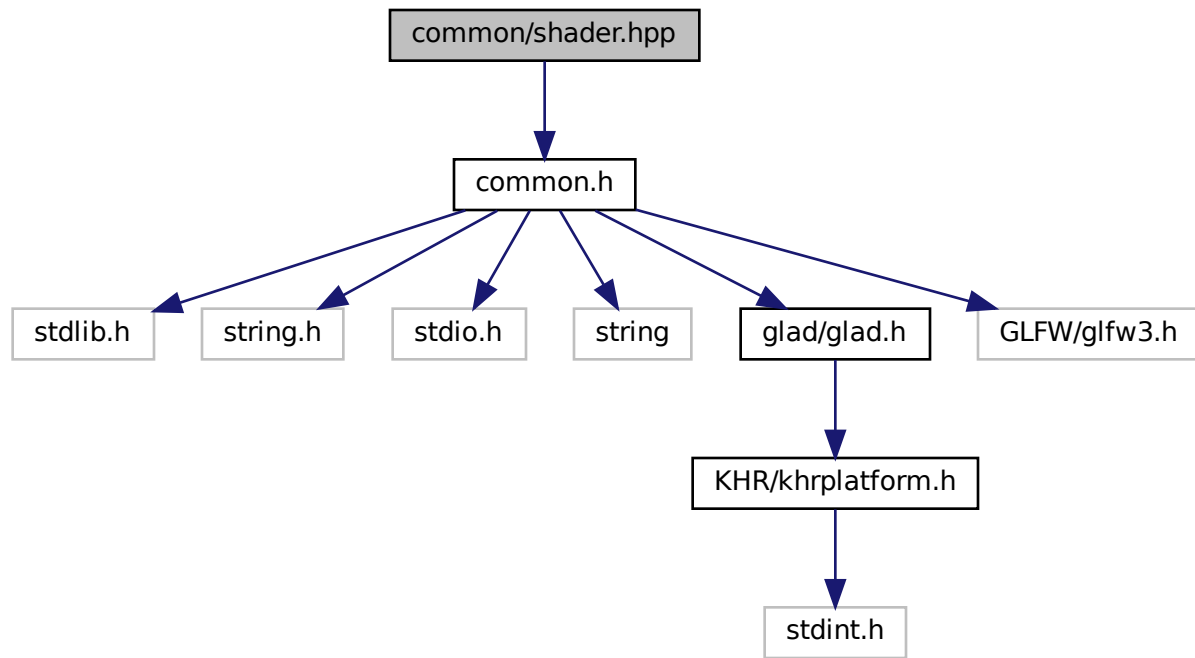 common/shader.hpp
common.h
stdlib.h
string.h
stdio.h
string
glad/glad.h
GLFW/glfw3.h
KHR/khrplatform.h
stdint.h